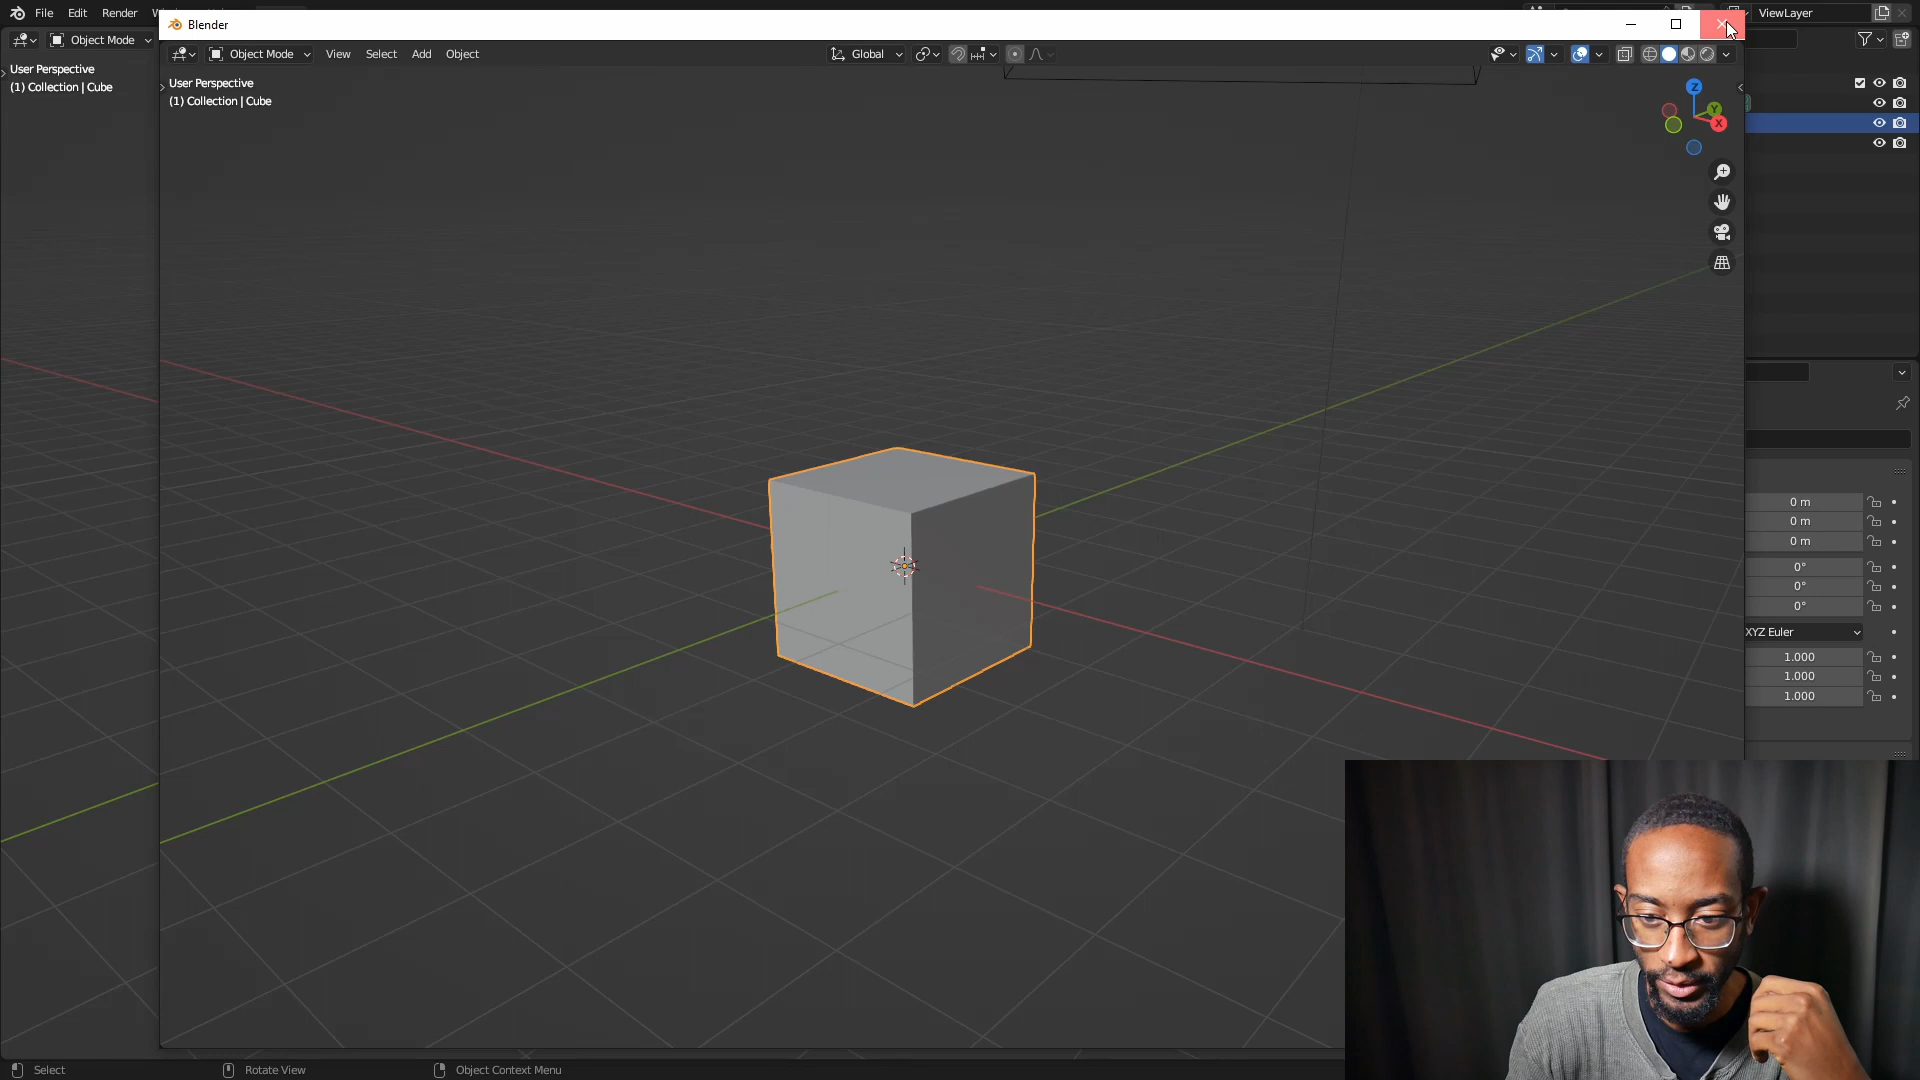 File Edit Render
Blender
ViewLayer
Object Mode
Object Mode View Select Add Object
Global
User Perspective
(1) Collection | Cube
User Perspective
(1) Collection | Cube
Z
Y
X
0 m
0 m
0 m
0°
0°
0°
XYZ Euler
1.000
1.000
1.000
Select
Rotate View
Object Context Menu